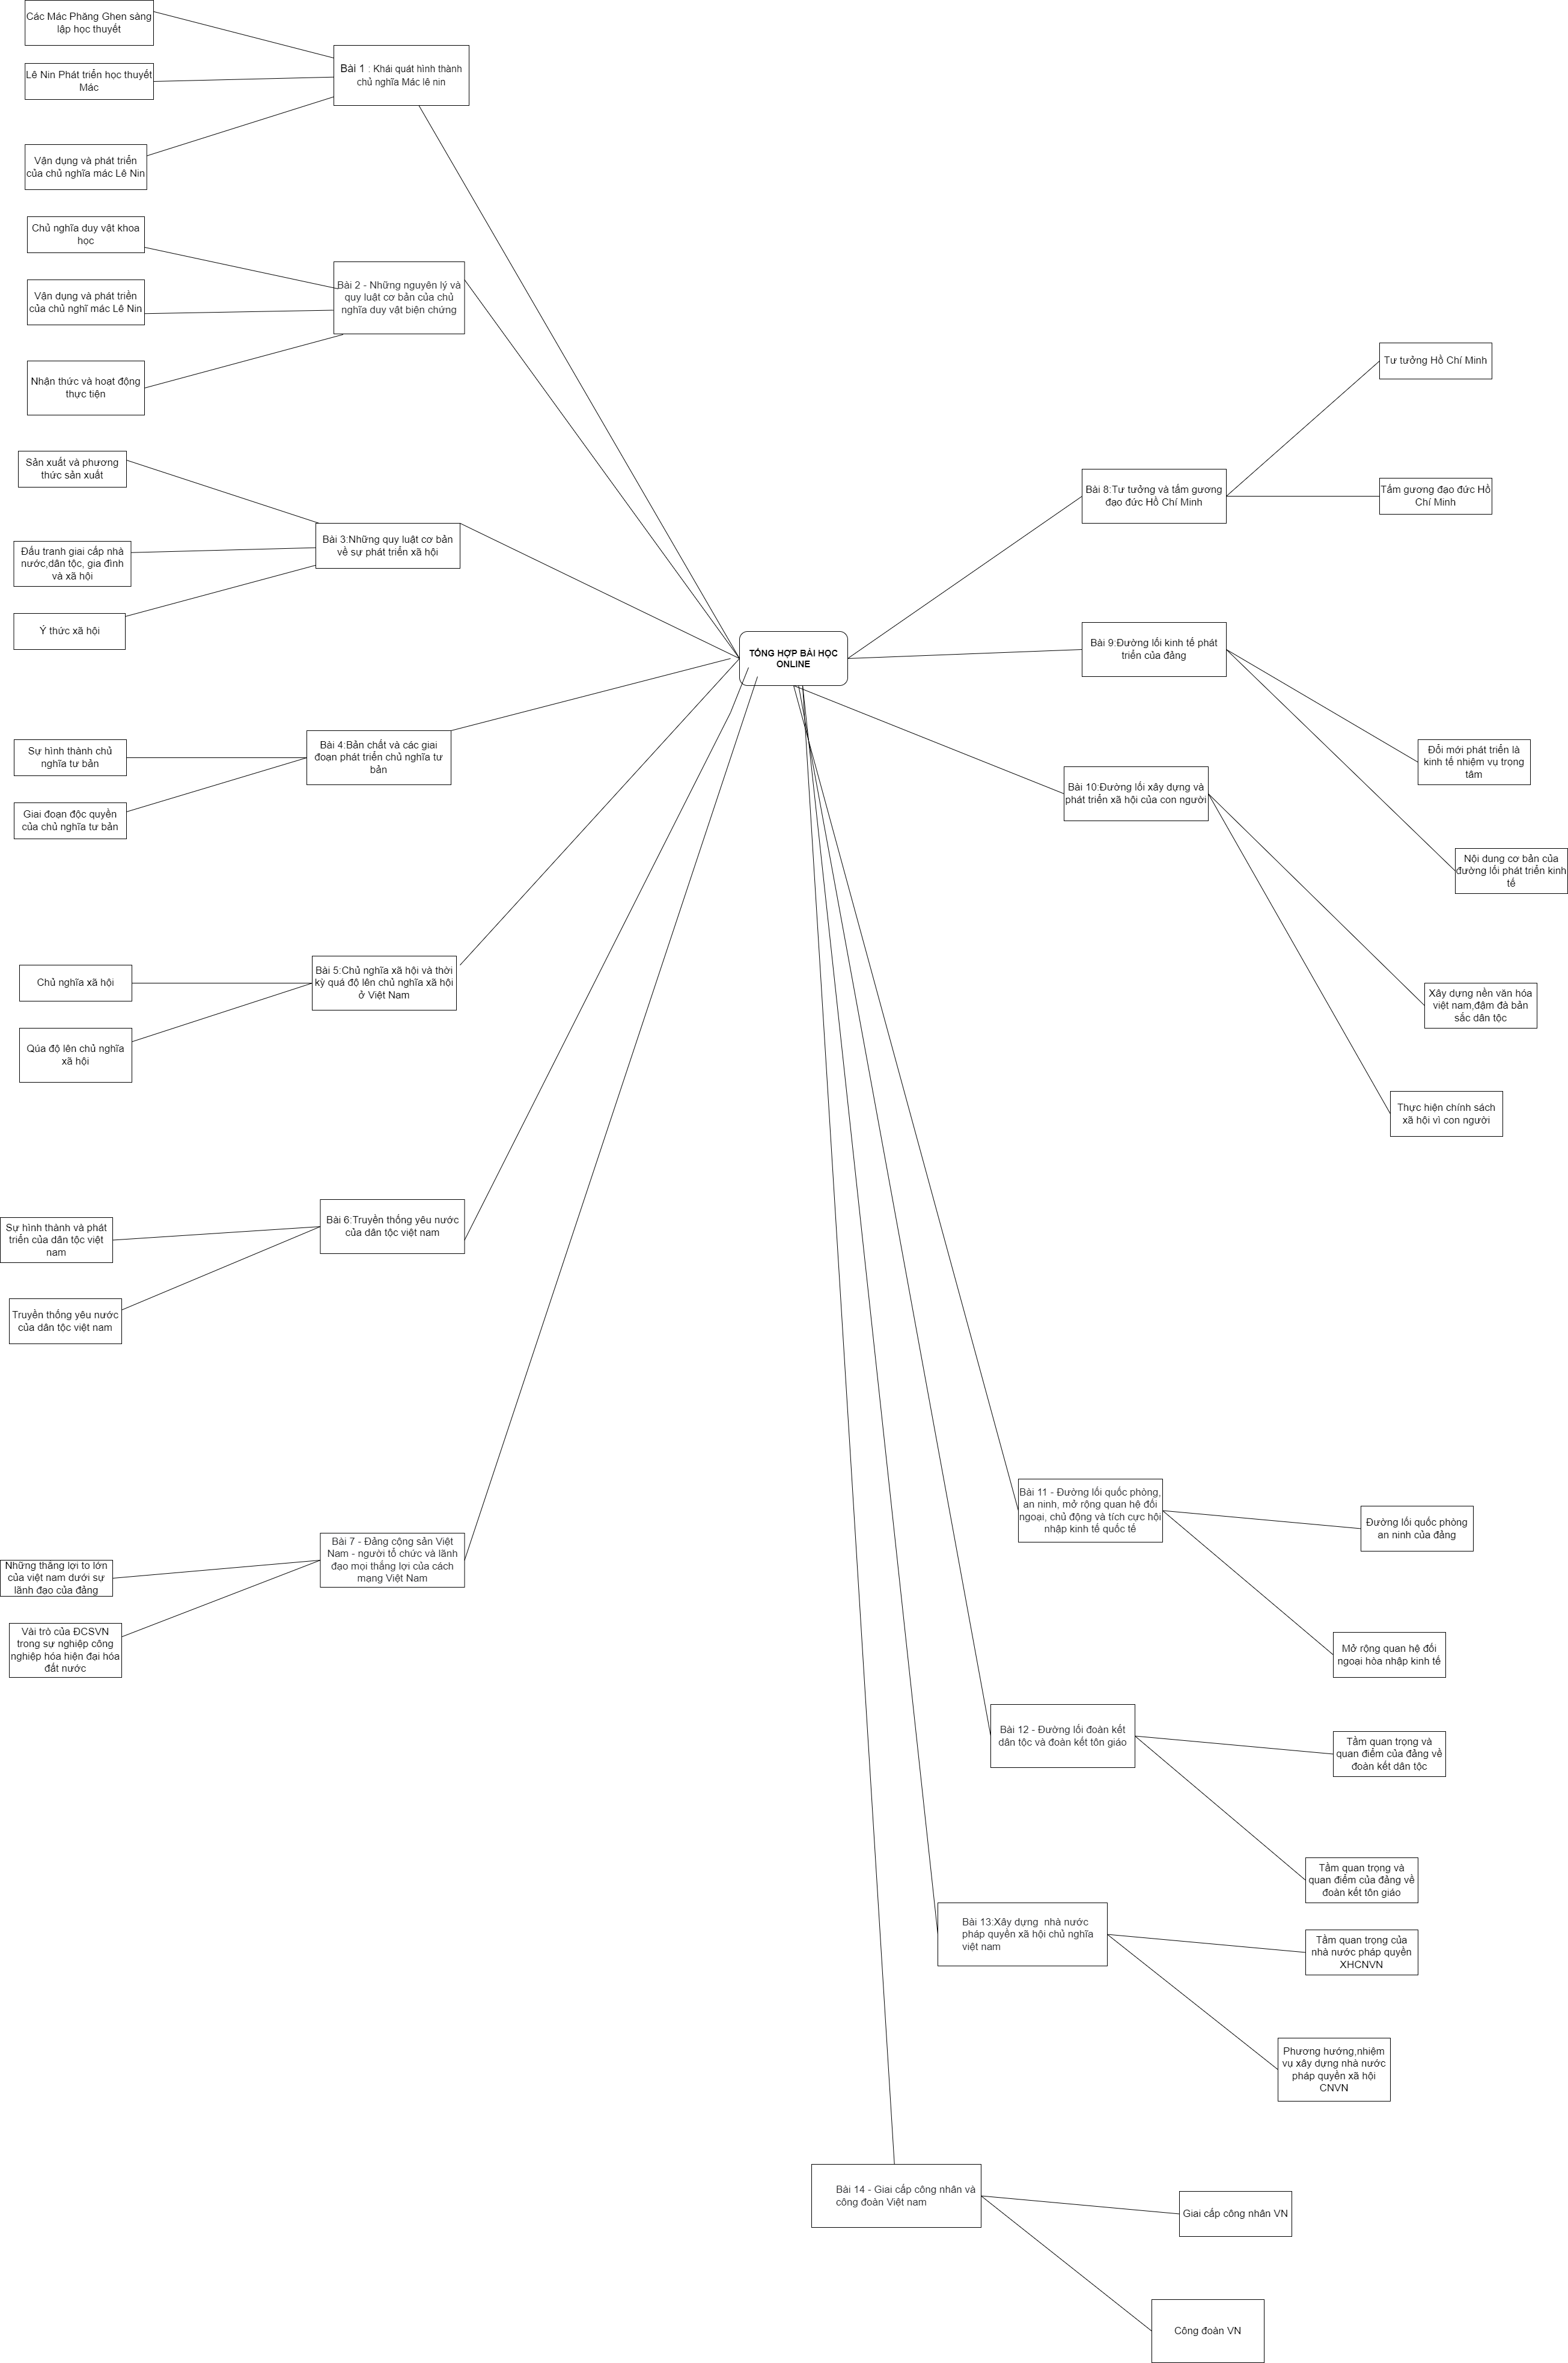 Các Mác Phăng Ghen sáng
lập học thuyết
Lê Nin Phát triển học thuyết
Mác
Vận dụng và phát triển
của chủ nghĩa mác Lê Nin
Bài 1 : Khái quát hình thành
chủ nghĩa Mác lê nin
Chủ nghĩa duy vật khoa
học
Vận dụng và phát triển
của chủ nghĩ mác Lê Nin
Nhận thức và hoạt động
thực tiện
Bài 2 - Những nguyên lý và
quy luật cơ bản của chủ
nghĩa duy vật biện chứng
Sản xuất và phương
thức sản xuất
Đấu tranh giai cấp nhà
nước,dân tộc, gia đình
và xã hội
Ý thức xã hội
Bài 3:Những quy luật cơ bản
về sự phát triển xã hội
TỔNG HỢP BÀI HỌC
ONLINE
Sự hình thành chủ
nghĩa tư bản
Giai đoạn độc quyền
của chủ nghĩa tư bản
Bài 4:Bản chất và các giai
đoạn phát triển chủ nghĩa tư
bản
Chủ nghĩa xã hội
Qúa độ lên chủ nghĩa
xã hội
Bài 5:Chủ nghĩa xã hội và thời
kỳ quá độ lên chủ nghĩa xã hội
ở Việt Nam
Sự hình thành và phát
triển của dân tộc việt
nam
Truyền thống yêu nước
của dân tộc việt nam
Bài 6:Truyền thống yêu nước
của dân tộc việt nam
Những thăng lợi to lớn
của việt nam dưới sự
lãnh đạo của đảng
Vài trò của ĐCSVN
trong sự nghiệp công
nghiệp hóa hiện đại hóa
đất nước
Bài 7 - Đảng cộng sản Việt
Nam - người tổ chức và lãnh
đạo mọi thắng lợi của cách
mạng Việt Nam
Bài 8:Tư tưởng và tấm gương
đạo đức Hồ Chí Minh
Tư tưởng Hồ Chí Minh
Tấm gương đạo đức Hồ
Chí Minh
Bài 9:Đường lối kinh tế phát
triển của đảng
Đổi mới phát triển là
kinh tế nhiệm vụ trọng
tâm
Nội dung cơ bản của
đường lối phát triển kinh
tế
Bài 10:Đường lối xây dựng và
phát triển xã hội của con người
Xây dựng nền văn hóa
việt nam,đậm đà bản
sắc dân tộc
Thực hiện chính sách
xã hội vì con người
Bài 11 - Đường lối quốc phòng,
an ninh, mở rộng quan hệ đối
ngoại, chủ động và tích cực hội
nhập kinh tế quốc tế
Đường lối quốc phòng
an ninh của đảng
Mở rộng quan hệ đối
ngoại hòa nhập kinh tế
Bài 12 - Đường lối đoàn kết
dân tộc và đoàn kết tôn giáo
Tầm quan trọng và
quan điểm của đảng về
đoàn kết dân tộc
Tầm quan trọng và
quan điểm của đảng về
đoàn kết tôn giáo
Bài 13:Xây dựng  nhà nước
pháp quyền xã hội chủ nghĩa
việt nam
Tầm quan trọng của
nhà nước pháp quyền
XHCNVN
Phương hướng,nhiệm
vụ xây dựng nhà nước
pháp quyền xã hội
CNVN
Bài 14 - Giai cấp công nhân và
công đoàn Việt nam
Giai cấp công nhân VN
Công đoàn VN